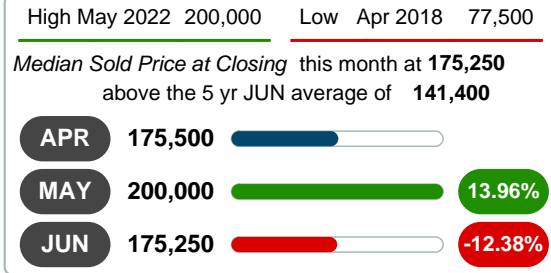 High May 2022 200,000 Low Apr 2018 77,500
Median Sold Price at Closing this month at 175,250
above the 5 yr JUN average of 141,400
APR 175,500
MAY 200,000 13.96%
JUN 175,250 -12.38%